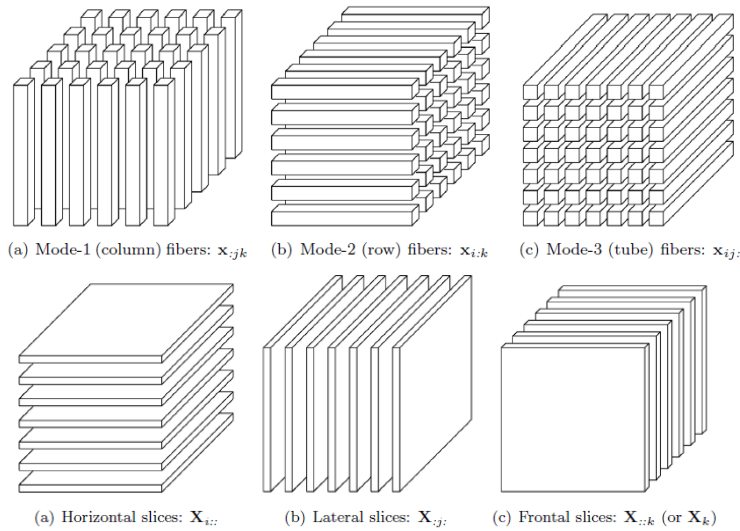 (a) Mode-1 (column) fibers: x:jk
(b) Mode-2 (row) fibers: xi:k
(c) Mode-3 (tube) fibers: xij:
(a) Horizontal slices: Xi::
(b) Lateral slices: X:j:
(c) Frontal slices: X::k (or Xk)